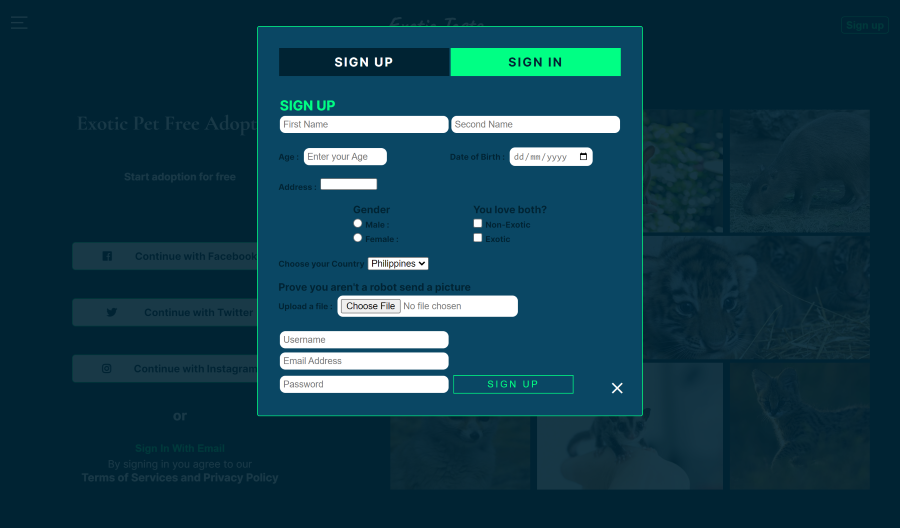 Sign up
SIGN UP
SIGN IN
SIGN UP
First Name
Second Name
Age :
Enter your Age
Date of Birth :
dd/mm/yyyy
Address :
Gender
You love both?
Male :
Non-Exotic
Female :
Exotic
Choose your Country
Philippines
Prove you aren't a robot send a picture
Upload a file :
Choose File
No file chosen
Username
Email Address
Password
SIGN UP
Exotic Pet Free Adopt
Start adoption for free
Continue with Facebook
Continue with Twitter
Continue with Instagram
or
Sign In With Email
By signing in you agree to our
Terms of Services and Privacy Policy